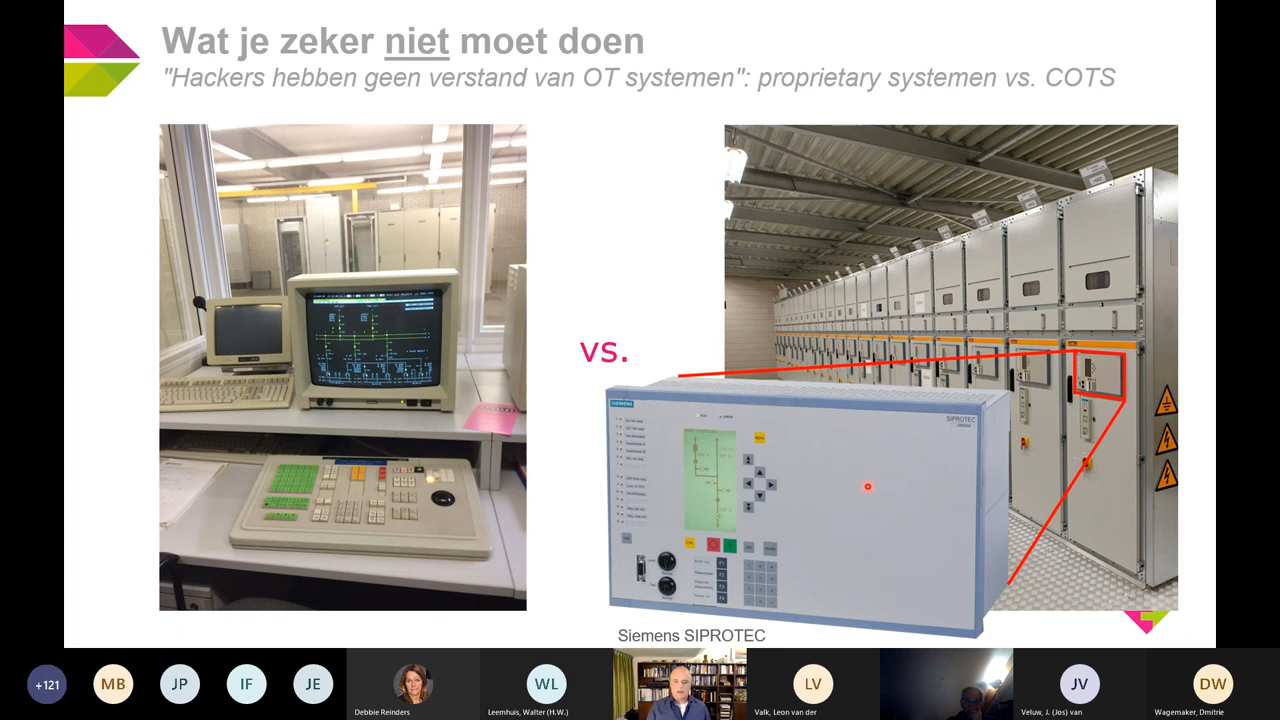 Wat je zeker niet moet doen
"Hackers hebben geen verstand van OT systemen": proprietary systemen vs. COTS
vs.
SIEMENS
SIPROTEC
Siemens SIPROTEC
+121
MB
JP
IF
JE
Debbie Reinders
WL
Leemhuis, Walter (H.W.)
LV
Valk, Leon van der
JV
Veluw, J. (Jos) van
DW
Wagemaker, Dmitrie